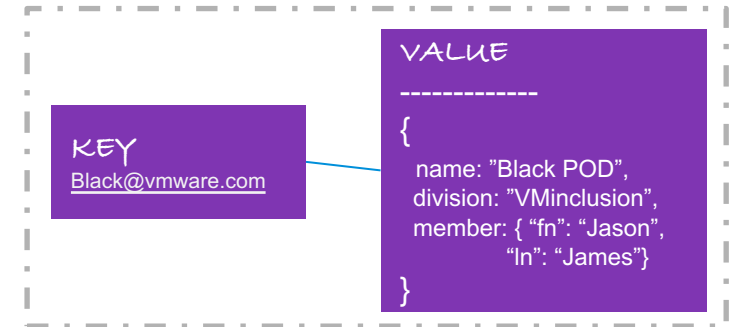 KEY
Black@vmware.com
VALUE
-------------
{
name: ”Black POD”,
division: ”VMinclusion”,
member: { “fn”: “Jason”,
“ln”: “James”}
}